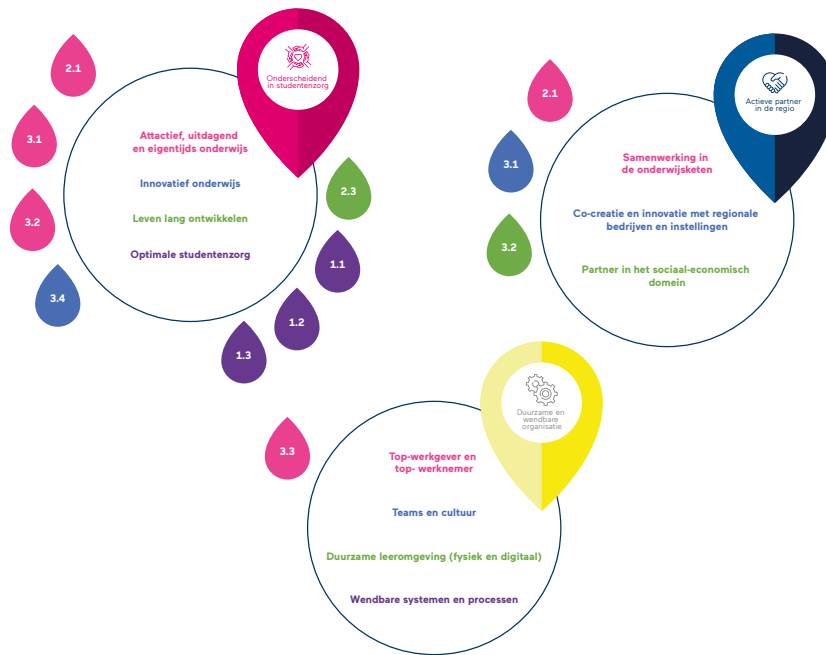 Onderscheidend
in studentenzorg
2.1
3.1
3.2
3.4
Attactief, uitdagend
en eigentijds onderwijs
Innovatief onderwijs
Leven lang ontwikkelen
Optimale studentenzorg
2.3
1.1
1.2
1.3
Actieve partner
in de regio
2.1
3.1
3.2
Samenwerking in
de onderwijsketen
Co-creatie en innovatie met regionale
bedrijven en instellingen
Partner in het sociaal-economisch
domein
Duurzame en
wendbare
organisatie
3.3
Top-werkgever en
top- werknemer
Teams en cultuur
Duurzame leeromgeving (fysiek en digitaal)
Wendbare systemen en processen